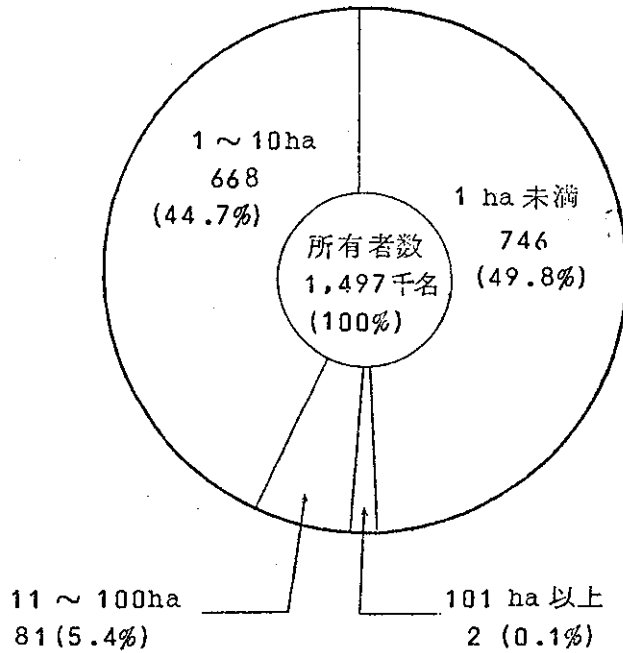 1 ~ 10ha
668
(44.7%)
1 ha 未満
746
(49.8%)
所有者数
1,497千名
(100%)
11 ~ 100ha
81(5.4%)
101 ha 以上
2 (0.1%)